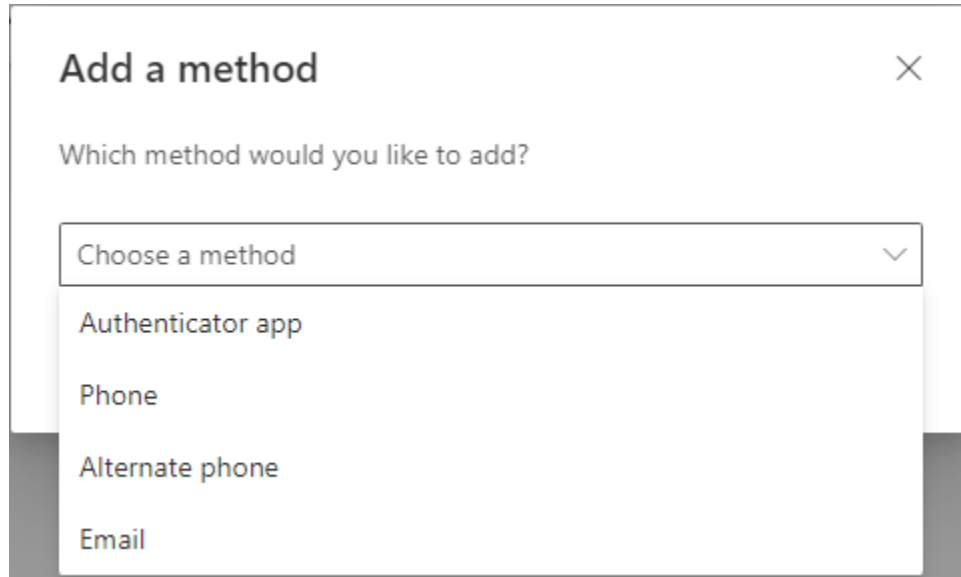 Add a method
Which method would you like to add?
Choose a method
Authenticator app
Phone
Alternate phone
Email